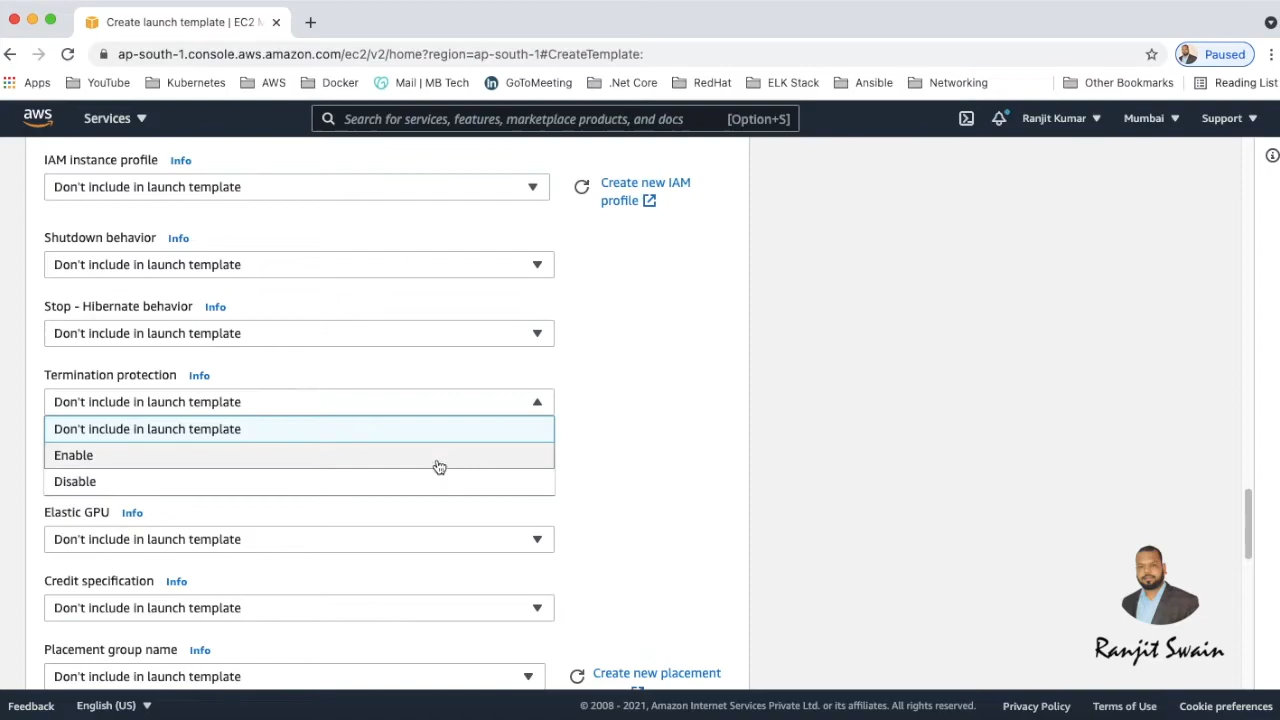 Create launch template | EC2 M
ap-south-1.console.aws.amazon.com/ec2/v2/home?region=ap-south-1#CreateTemplate:
Paused
Apps YouTube Kubernetes AWS Docker Mail | MB Tech GoToMeeting .Net Core RedHat ELK Stack Ansible Networking Other Bookmarks Reading List
aws Services Search for services, features, marketplace products, and docs [Option+S] Ranjit Kumar Mumbai Support
IAM instance profile Info
Don't include in launch template
Create new IAM
profile
Shutdown behavior Info
Don't include in launch template
Stop - Hibernate behavior Info
Don't include in launch template
Termination protection Info
Don't include in launch template
Don't include in launch template
Enable
Disable
Elastic GPU Info
Don't include in launch template
Credit specification Info
Don't include in launch template
Placement group name Info
Don't include in launch template
Create new placement
Ranjit Swain
Feedback English (US) © 2008 - 2021, Amazon Internet Services Private Ltd. or its affiliates. All rights reserved. Privacy Policy Terms of Use Cookie preferences